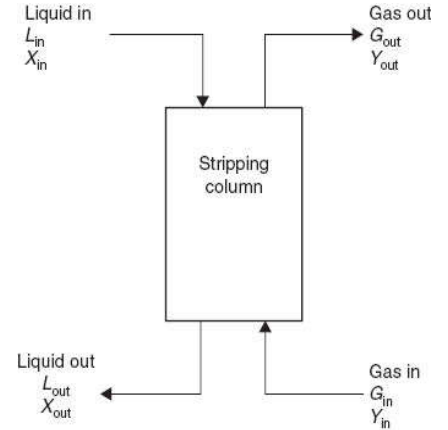 Liquid in
L_in
X_in
Gas out
G_out
Y_out
Stripping
column
Liquid out
L_out
X_out
Gas in
G_in
Y_in